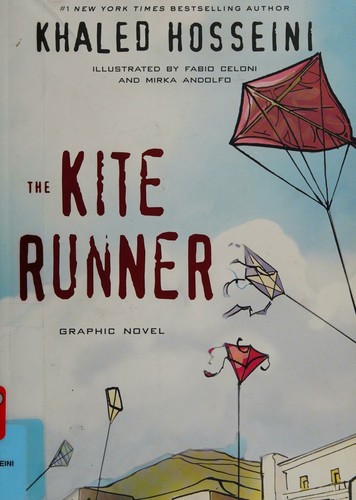 #1 NEW YORK TIMES BESTSELLING AUTHOR
KHALED HOSSEINI
ILLUSTRATED BY FABIO CELONI
AND MIRKA ANDOLFO
THE KITE
RUNNER
GRAPHIC NOVEL
EINI